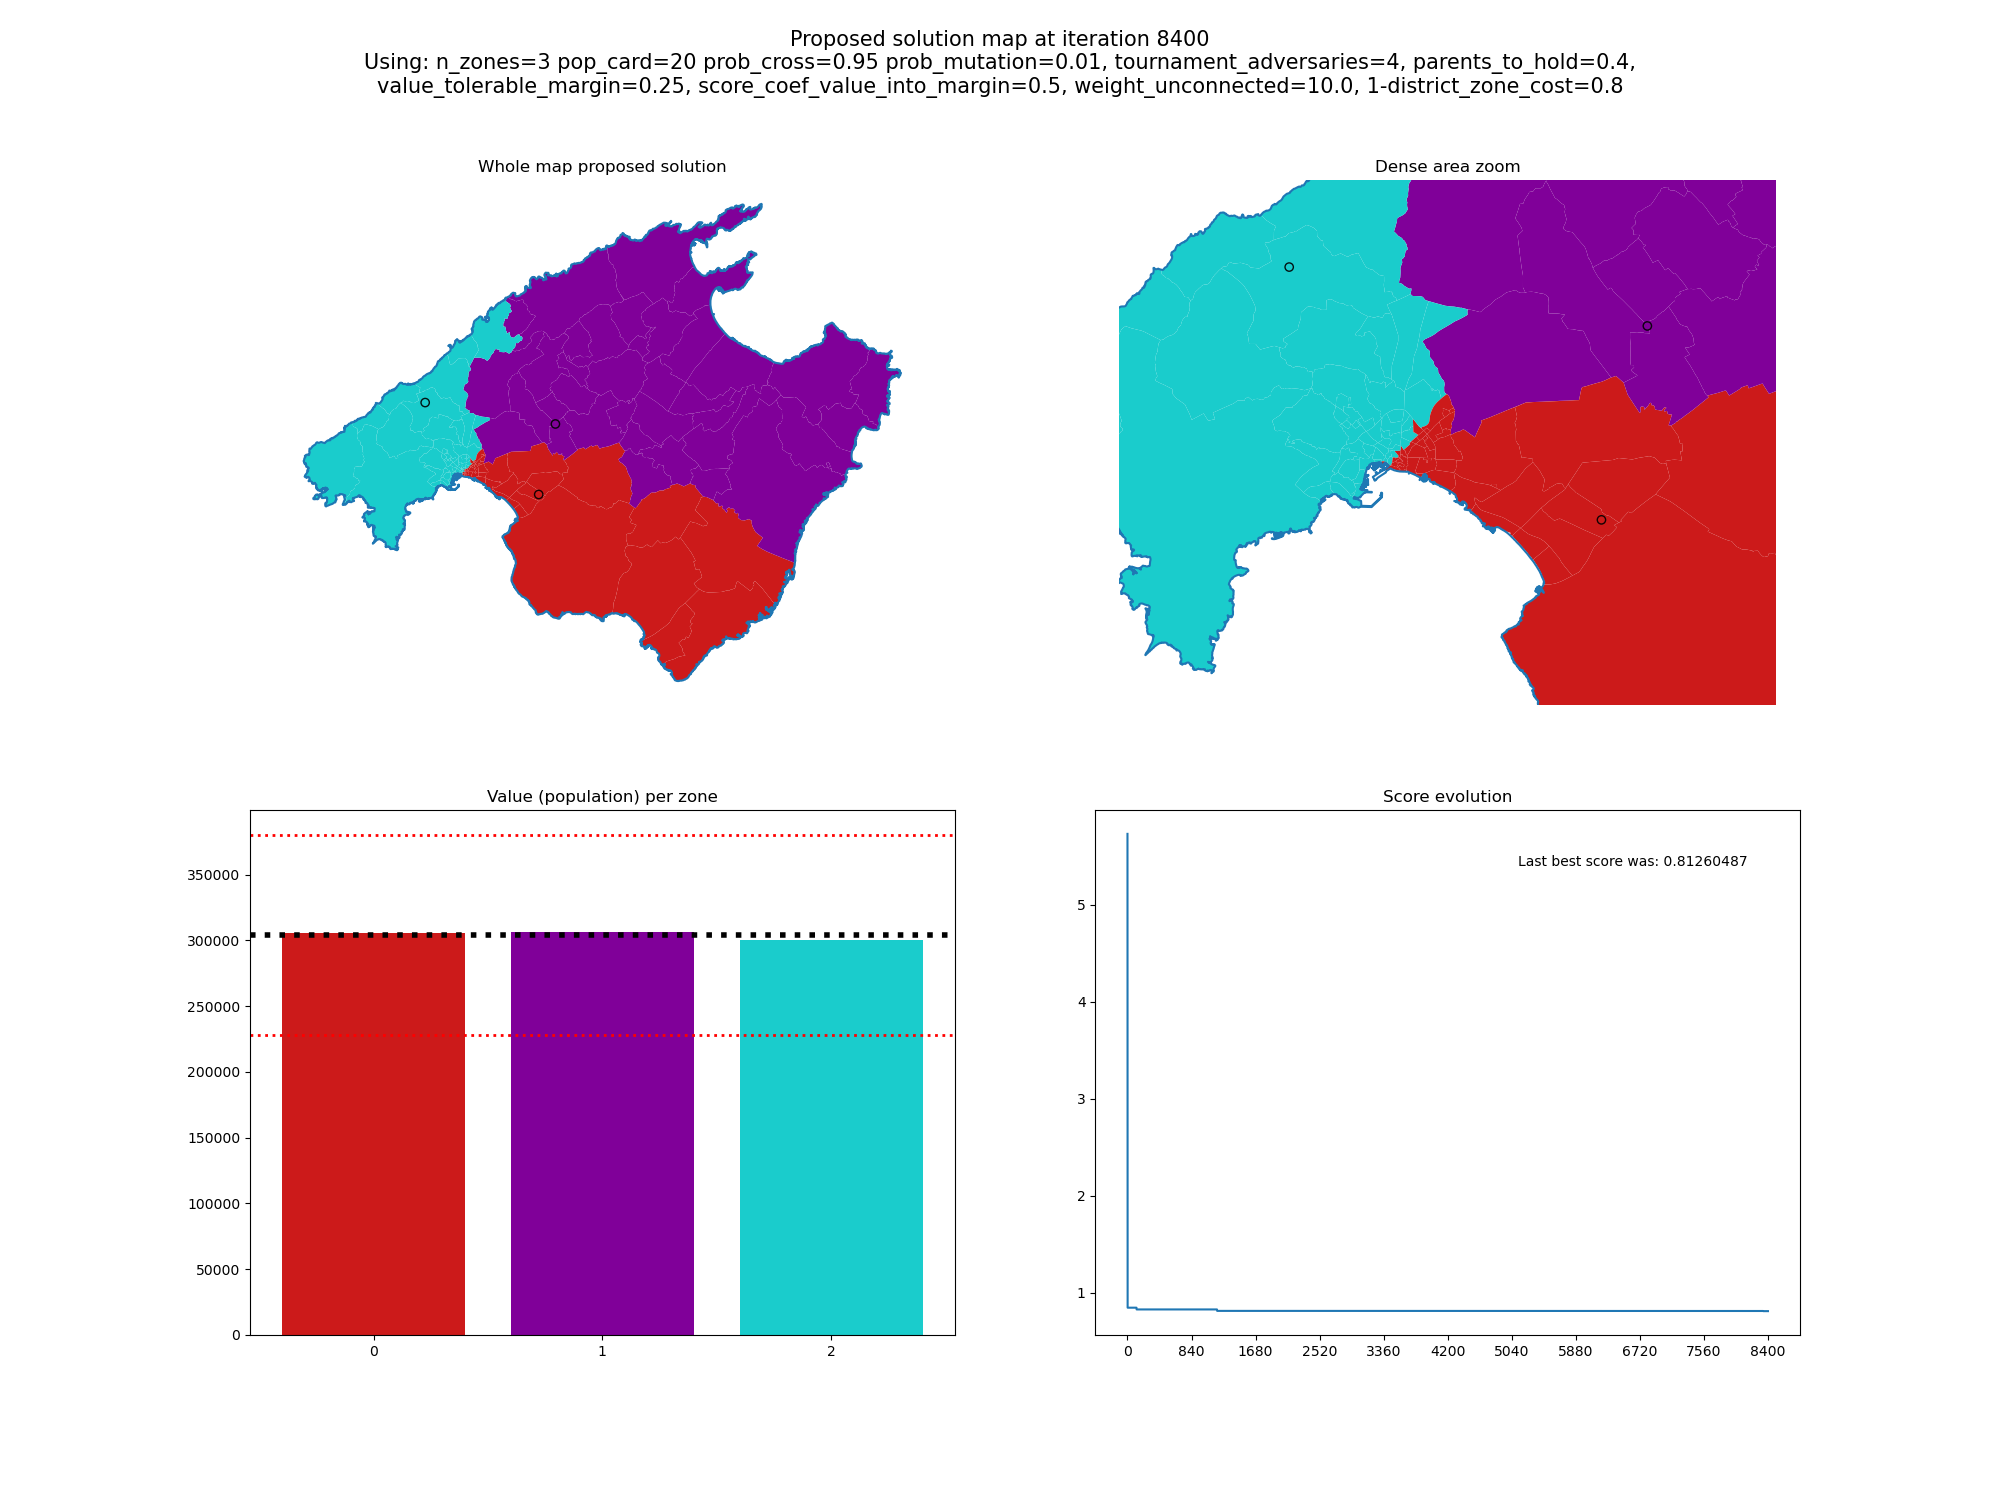 Proposed solution map at iteration 8400
Using: n_zones=3 pop_card=20 prob_cross=0.95 prob_mutation=0.01, tournament_adversaries=4, parents_to_hold=0.4,
value_tolerable_margin=0.25, score_coef_value_into_margin=0.5, weight_unconnected=10.0, 1-district_zone_cost=0.8
Whole map proposed solution
Dense area zoom
Value (population) per zone
350000
300000
250000
200000
150000
100000
50000
0
0 1 2
Score evolution
Last best score was: 0.81260487
5
4
3
2
1
0 840 1680 2520 3360 4200 5040 5880 6720 7560 8400